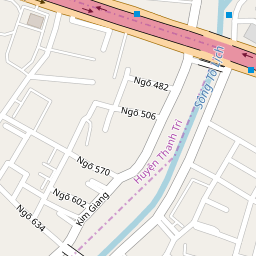 Ngõ 482
Sông Tô Lịch
Ngõ 506
Huyện Thanh Trì
Ngõ 570
Ngõ 602
Kim Giang
Ngõ 634